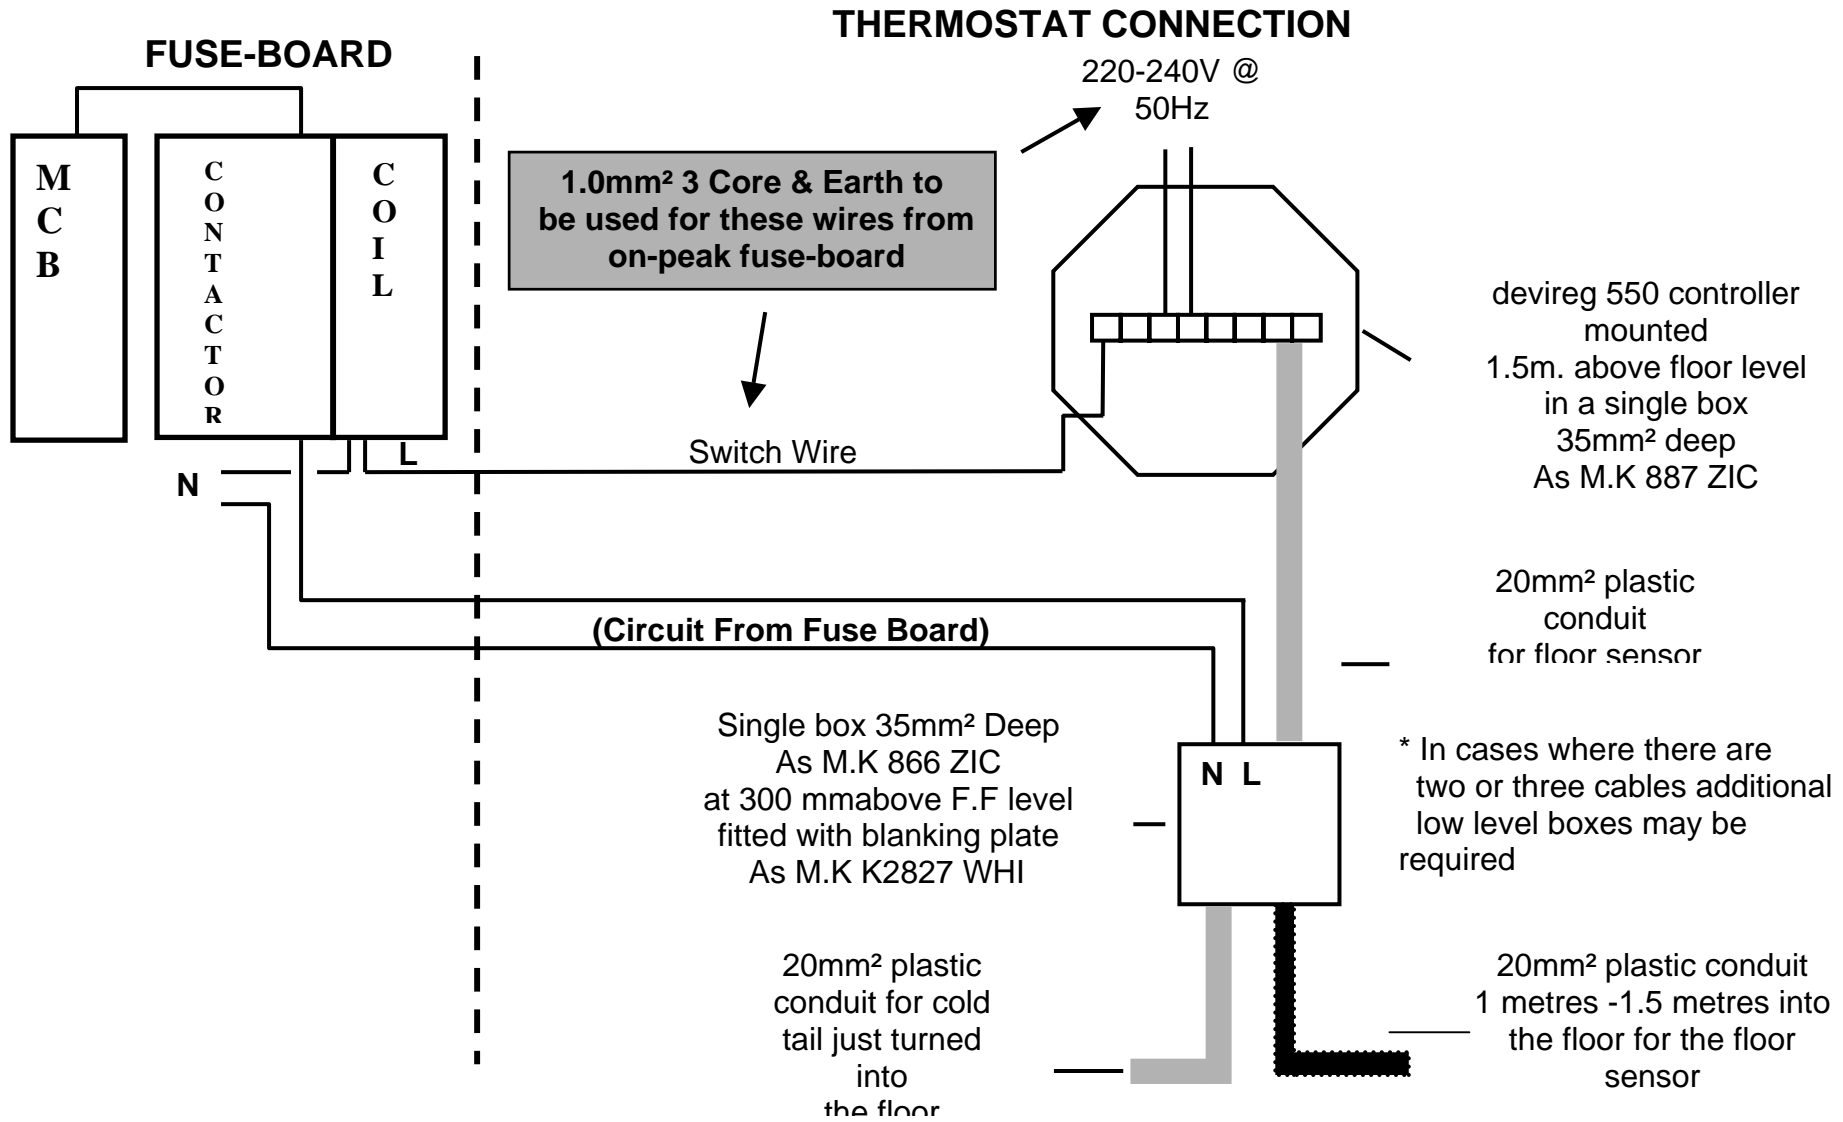 THERMOSTAT CONNECTION
FUSE-BOARD
220-240V @
50Hz
MCB
CONTACTOR
COIL
1.0mm² 3 Core & Earth to
be used for these wires from
on-peak fuse-board
devireg 550 controller
mounted
1.5m. above floor level
in a single box
35mm² deep
As M.K 887 ZIC
L
Switch Wire
N
20mm² plastic
conduit
for floor sensor
(Circuit From Fuse Board)
Single box 35mm² Deep
As M.K 866 ZIC
at 300 mmabove F.F level
fitted with blanking plate
As M.K K2827 WHI
N L
* In cases where there are
two or three cables additional
low level boxes may be
required
20mm² plastic
conduit for cold
tail just turned
into
the floor
20mm² plastic conduit
1 metres -1.5 metres into
the floor for the floor
sensor